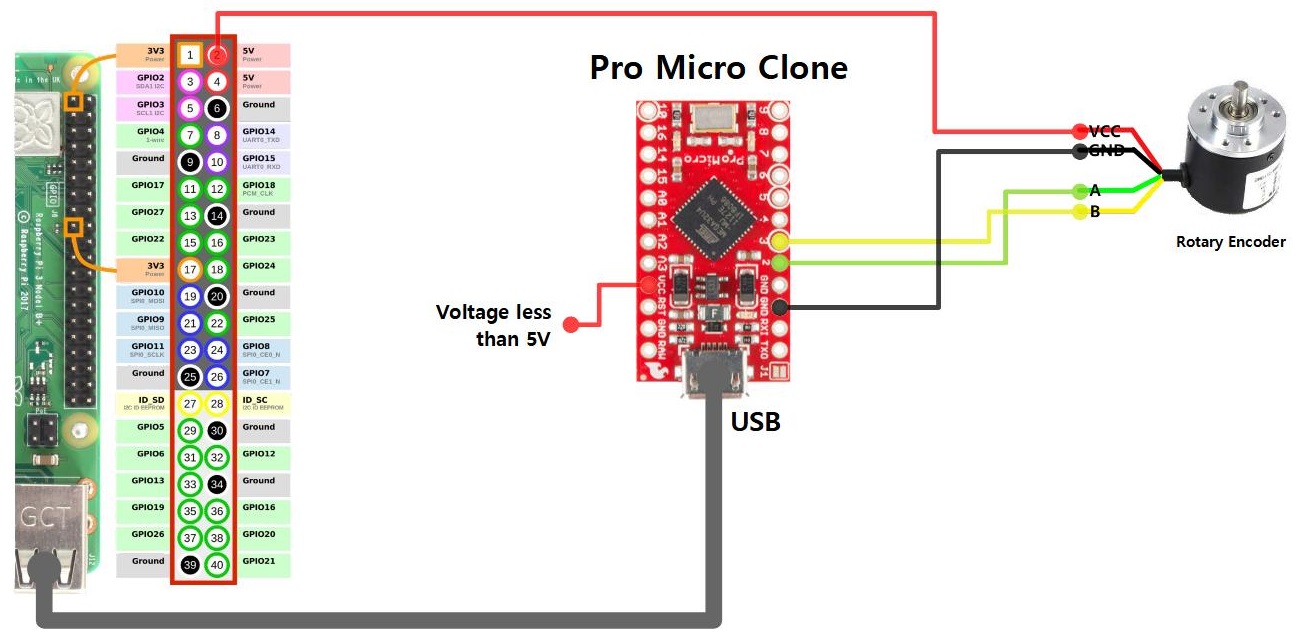 Pro Micro Clone
3V3
Power
1
2
5V
Power
GPIO2
SDA1 I2C
3
4
5V
Power
GPIO3
SCL1 I2C
5
6
Ground
GPIO4
1-wire
7
8
GPIO14
UART0_TXD
Ground
9
10
GPIO15
UART0_RXD
GPIO17
11
12
GPIO18
PCM_CLK
GPIO27
13
14
Ground
GPIO22
15
16
GPIO23
3V3
Power
17
18
GPIO24
GPIO10
SPI0_MOSI
19
20
Ground
GPIO9
SPI0_MISO
21
22
GPIO25
GPIO11
SPI0_SCLK
23
24
GPIO8
SPI0_CE0_N
Ground
25
26
GPIO7
SPI0_CE1_N
ID_SD
I2C ID EEPROM
27
28
ID_SC
I2C ID EEPROM
GPIO5
29
30
Ground
GPIO6
31
32
GPIO12
GPIO13
33
34
Ground
GPIO19
35
36
GPIO16
GPIO26
37
38
GPIO20
Ground
39
40
GPIO21
in the UK
GPIO
J8
Raspberry Pi 3 Model B+
© Raspberry Pi 2017
PoE
GCT
ProMicro
16
14
15
A0
A1
A2
A3
VCC
RST
GND
RAW
9
8
7
6
5
4
3
2
GND
GND
RXI
TXO
J1
F
Voltage less
than 5V
USB
VCC
GND
A
B
Rotary Encoder